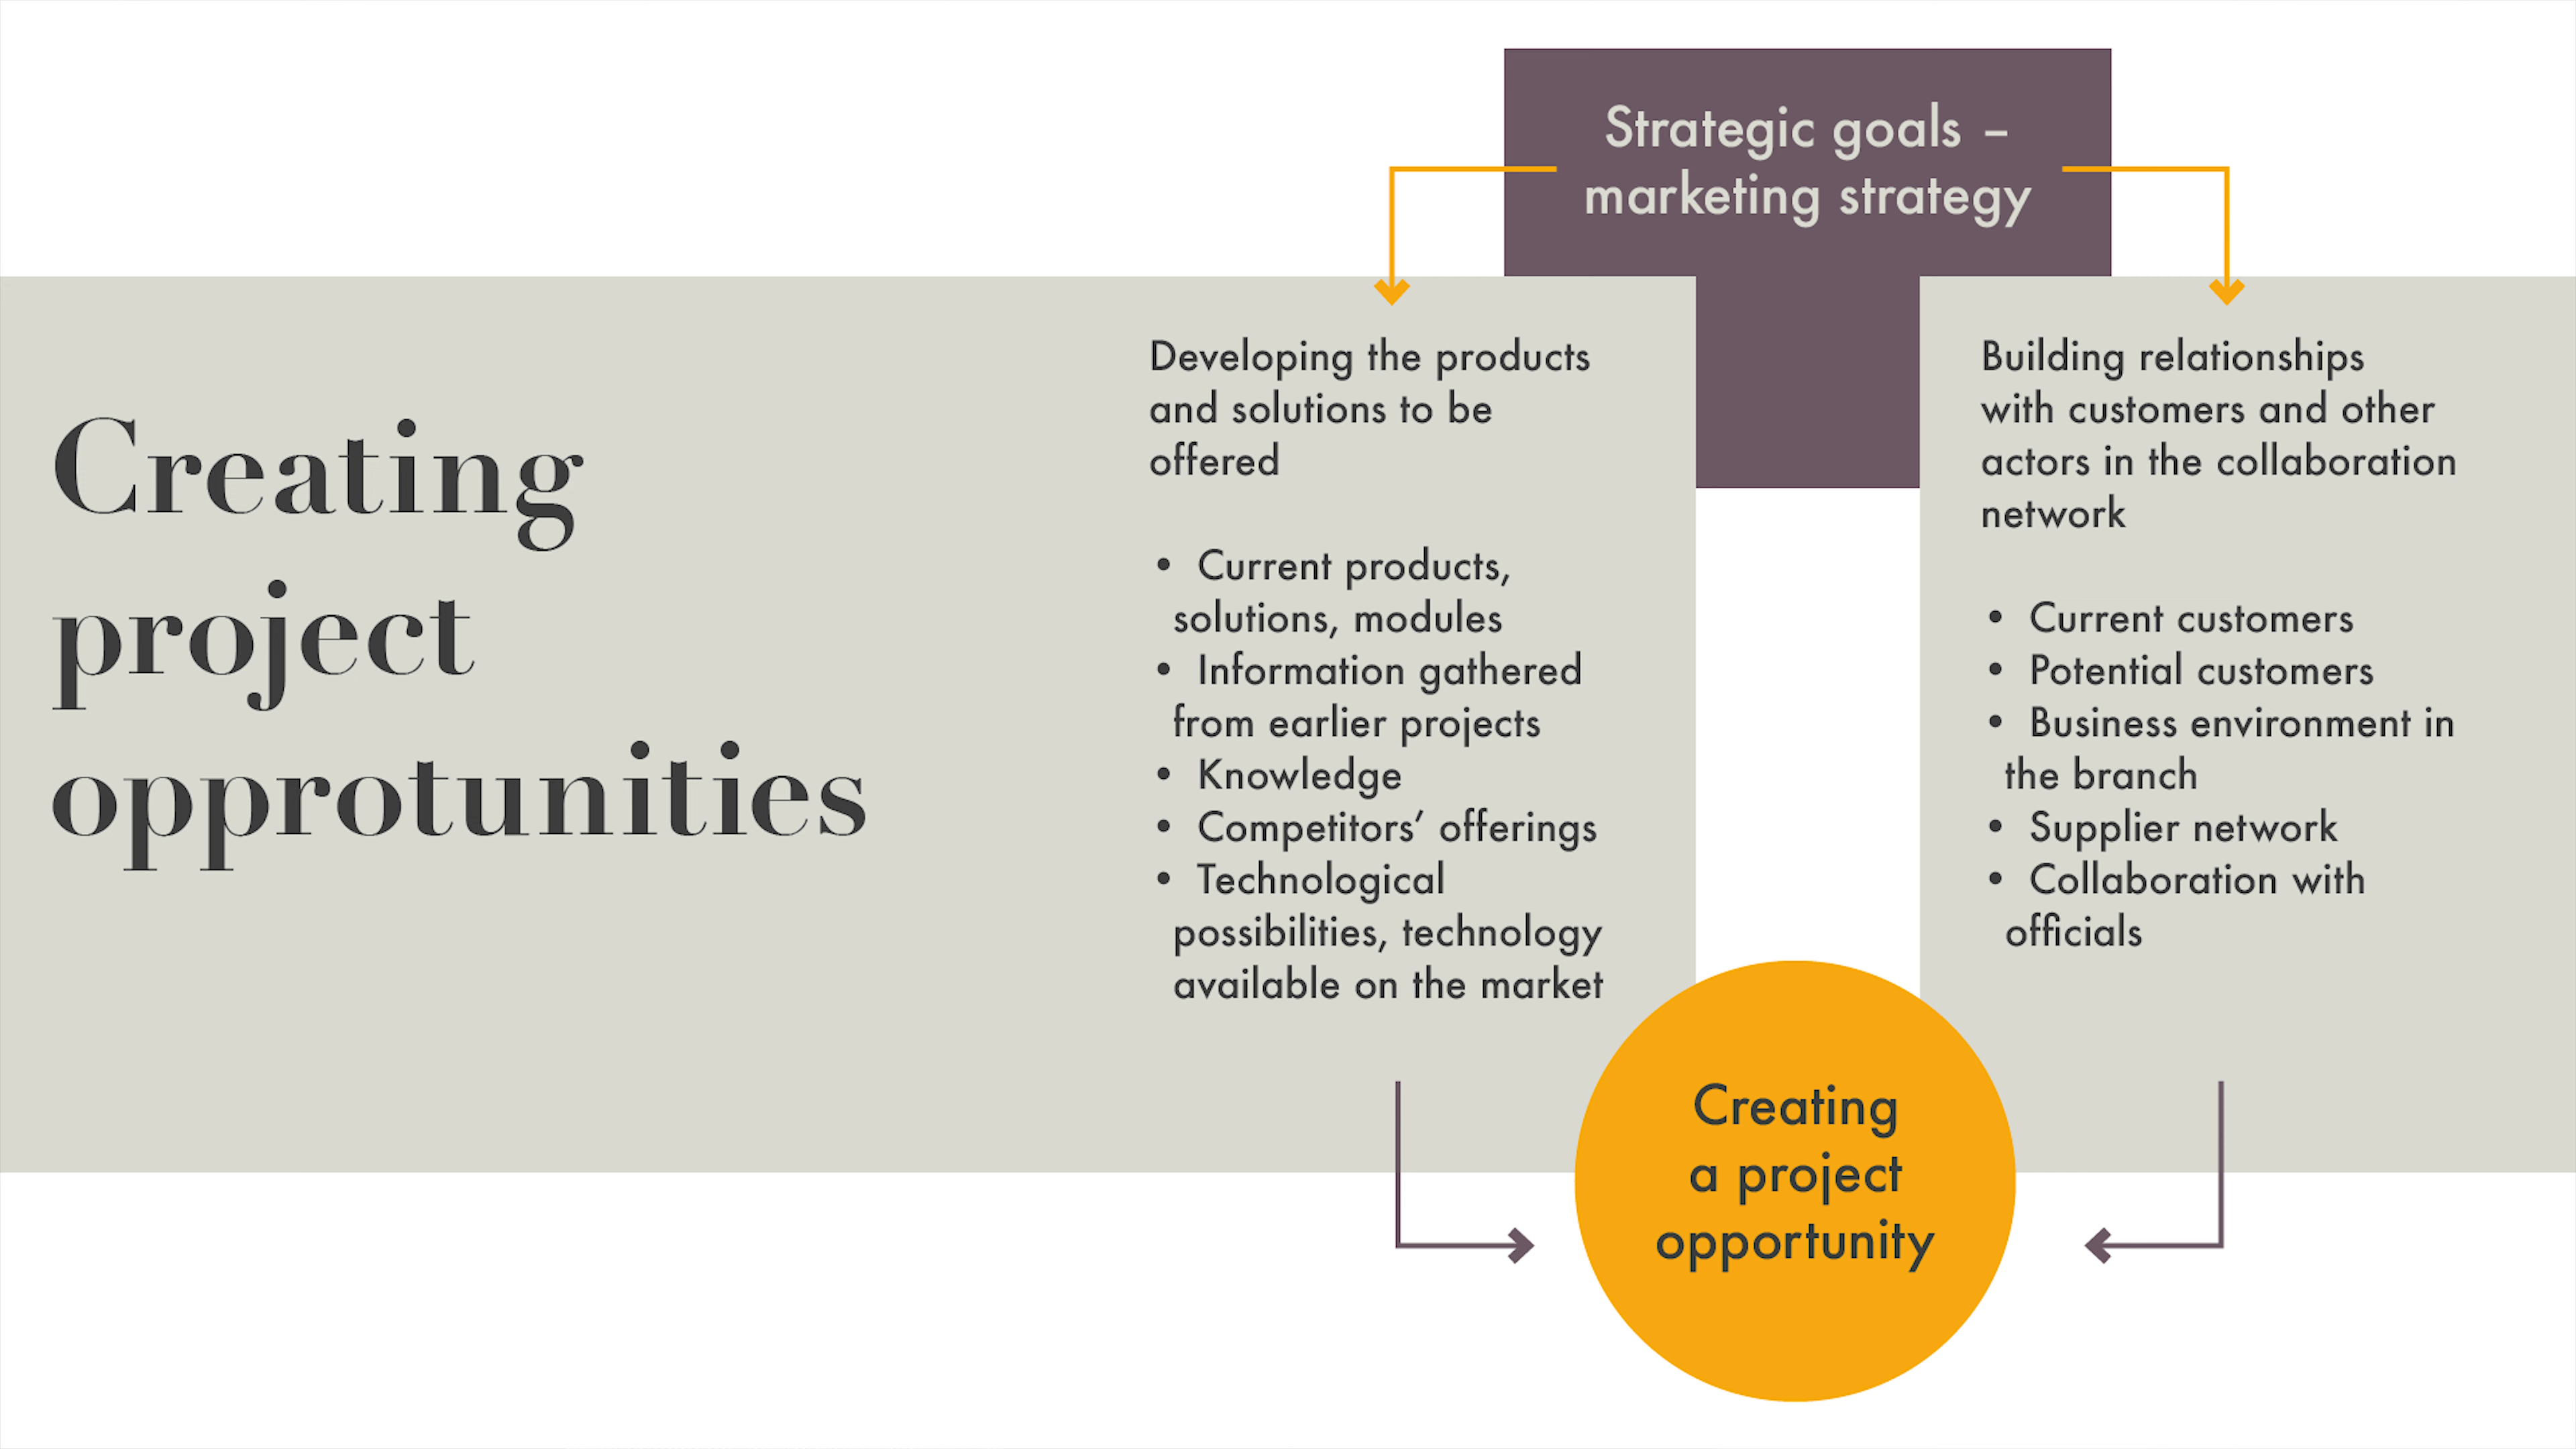 Creating
project
opprotunities
Strategic goals –
marketing strategy
Developing the products
and solutions to be
offered
• Current products,
solutions, modules
• Information gathered
from earlier projects
• Knowledge
• Competitors’ offerings
• Technological
possibilities, technology
available on the market
Building relationships
with customers and other
actors in the collaboration
network
• Current customers
• Potential customers
• Business environment in
the branch
• Supplier network
• Collaboration with
officials
Creating
a project
opportunity